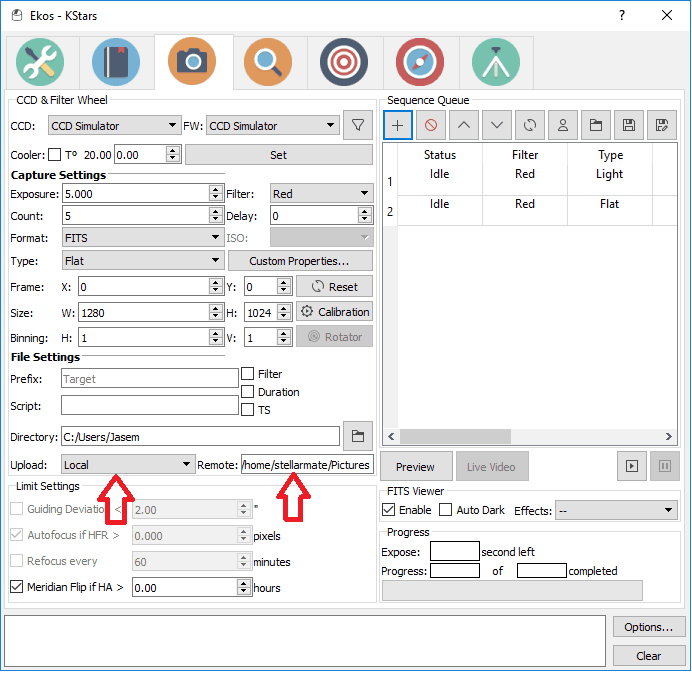 Ekos - KStars
CCD & Filter Wheel
CCD: CCD Simulator FW: CCD Simulator
Cooler: T° 20.00 0.00 Set
Capture Settings
Exposure: 5.000 Filter: Red
Count: 5 Delay: 0
Format: FITS ISO:
Type: Flat Custom Properties...
Frame: X: 0 Y: 0 Reset
Size: W: 1280 H: 1024 Calibration
Binning: H: 1 V: 1 Rotator
File Settings
Prefix: Target Filter
Duration
Script: TS
Directory: C:/Users/Jasem
Upload: Local Remote: /home/stellarmate/Pictures
Limit Settings
Guiding Deviation < 2.00 "
Autofocus if HFR > 0.000 pixels
Refocus every 60 minutes
Meridian Flip if HA > 0.00 hours
Sequence Queue
Status Filter Type
1 Idle Red Light
2 Idle Red Flat
Preview Live Video
FITS Viewer
Enable Auto Dark Effects: --
Progress
Expose: second left
Progress: of completed
Options...
Clear